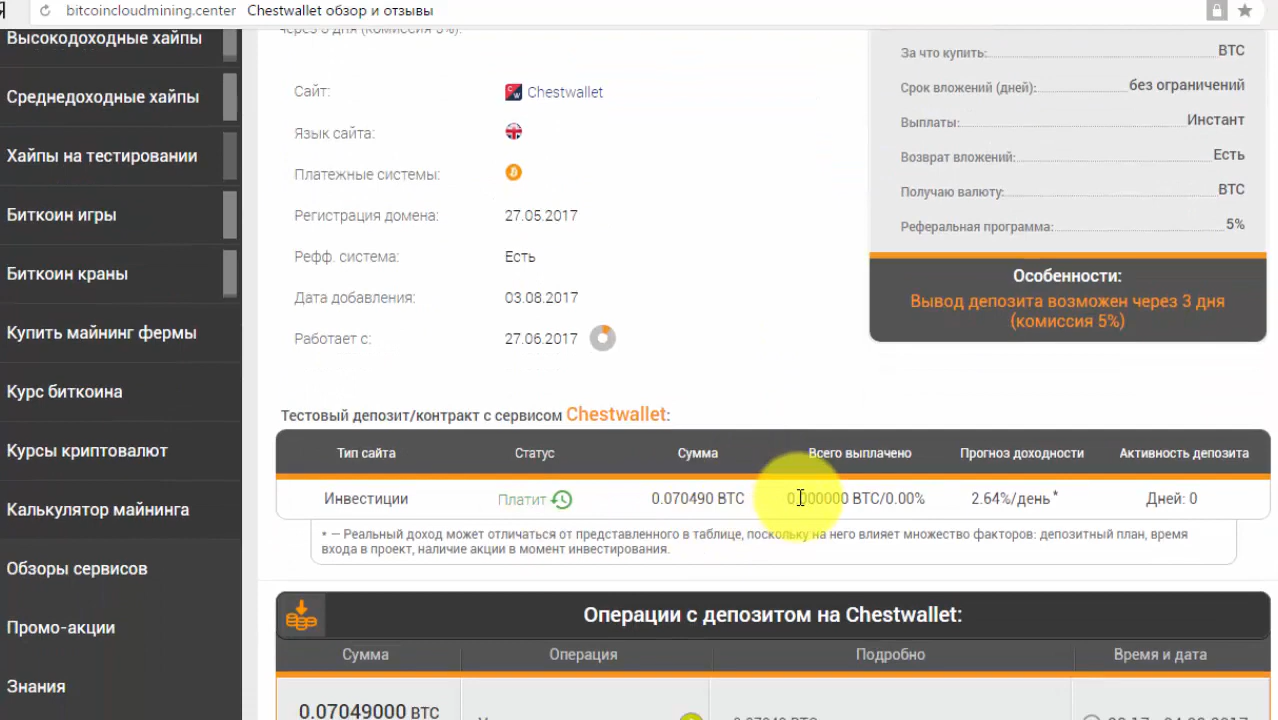 bitcoincloudmining.center Chestwallet обзор и отзывы
Высокодоходные хайпы
Среднедоходные хайпы
Хайпы на тестировании
Биткоин игры
Биткоин краны
Купить майнинг фермы
Курс биткоина
Курсы криптовалют
Калькулятор майнинга
Обзоры сервисов
Промо-акции
Знания
через 3 дня (комиссия 5%).
Сайт: Chestwallet
Язык сайта:
Платежные системы:
Регистрация домена: 27.05.2017
Рефф. система: Есть
Дата добавления: 03.08.2017
Работает с: 27.06.2017
За что купить: BTC
Срок вложений (дней): без ограничений
Выплаты: Инстант
Возврат вложений: Есть
Получаю валюту: BTC
Реферальная программа: 5%
Особенности:
Вывод депозита возможен через 3 дня
(комиссия 5%)
Тестовый депозит/контракт с сервисом Chestwallet:
Тип сайта Статус Сумма Всего выплачено Прогноз доходности Активность депозита
Инвестиции Платит 0.070490 BTC 0.000000 BTC/0.00% 2.64%/день * Дней: 0
* — Реальный доход может отличаться от представленного в таблице, поскольку на него влияет множество факторов: депозитный план, время
входа в проект, наличие акции в момент инвестирования.
Операции с депозитом на Chestwallet:
Сумма Операция Подробно Время и дата
0.07049000 BTC